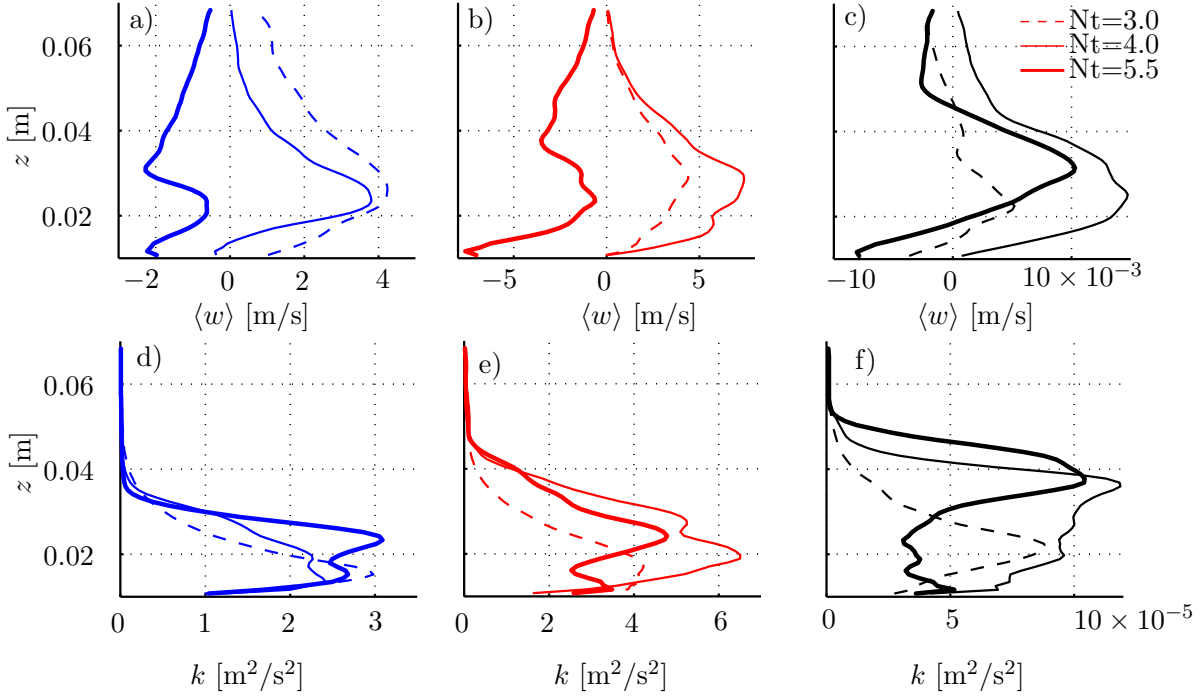 a)
b)
c)
Nt=3.0
Nt=4.0
Nt=5.5
0.06
0.04
0.02
z [m]
−2
0
2
4
−5
0
5
−10
0
10 × 10⁻³
⟨w⟩ [m/s]
⟨w⟩ [m/s]
⟨w⟩ [m/s]
d)
e)
f)
0.06
0.04
0.02
z [m]
0
1
2
3
0
2
4
6
0
5
10 × 10⁻⁵
k [m²/s²]
k [m²/s²]
k [m²/s²]